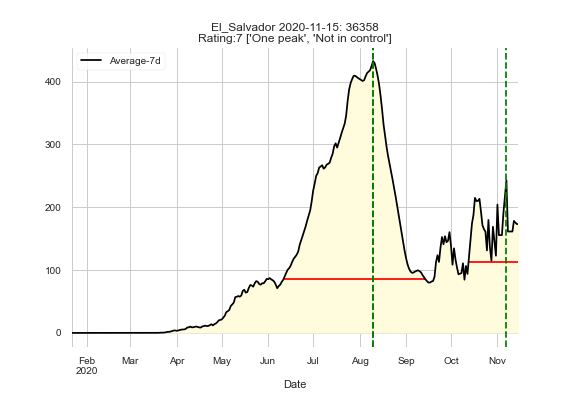 El_Salvador 2020-11-15: 36358
Rating:7 ['One peak', 'Not in control']
Average-7d
400
300
200
100
0
Feb Mar Apr May Jun Jul Aug Sep Oct Nov
2020
Date